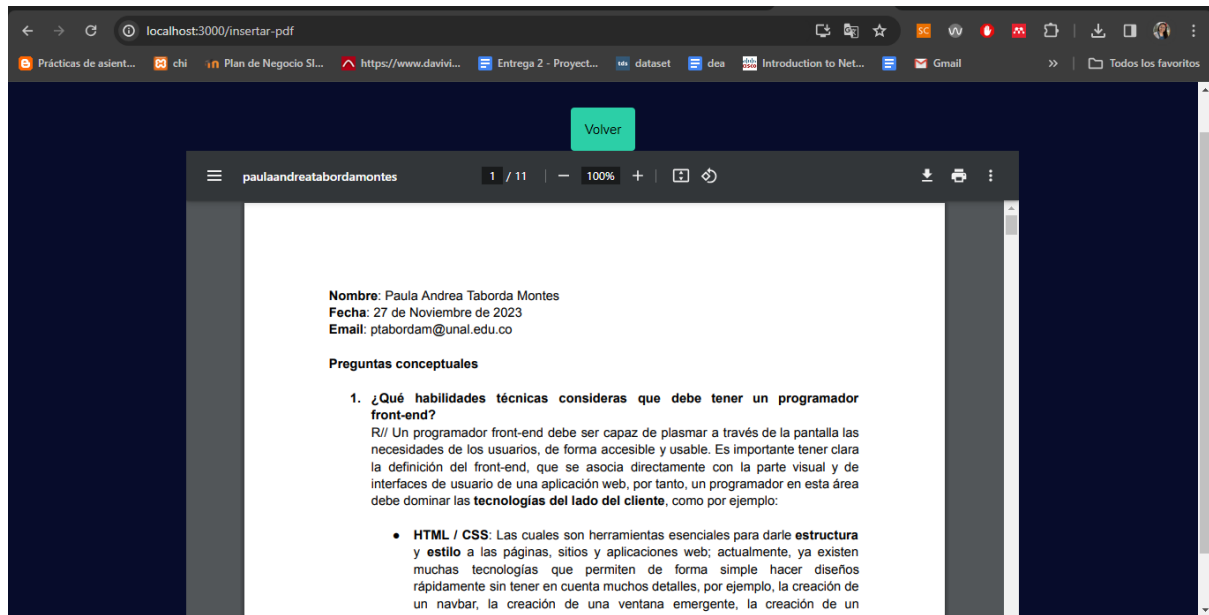 localhost:3000/insertar-pdf
SC
Prácticas de asient... chi Plan de Negocio SI... https://www.davivi... Entrega 2 - Proyect... tds dataset dea Introduction to Net... Gmail » Todos los favoritos
Volver
paulaandreatabordamontes 1 / 11 — 100% +
Nombre: Paula Andrea Taborda Montes
Fecha: 27 de Noviembre de 2023
Email: ptabordam@unal.edu.co
Preguntas conceptuales
1. ¿Qué habilidades técnicas consideras que debe tener un programador
front-end?
R// Un programador front-end debe ser capaz de plasmar a través de la pantalla las
necesidades de los usuarios, de forma accesible y usable. Es importante tener clara
la definición del front-end, que se asocia directamente con la parte visual y de
interfaces de usuario de una aplicación web, por tanto, un programador en esta área
debe dominar las tecnologías del lado del cliente, como por ejemplo:
● HTML / CSS: Las cuales son herramientas esenciales para darle estructura
y estilo a las páginas, sitios y aplicaciones web; actualmente, ya existen
muchas tecnologías que permiten de forma simple hacer diseños
rápidamente sin tener en cuenta muchos detalles, por ejemplo, la creación de
un navbar, la creación de una ventana emergente, la creación de un